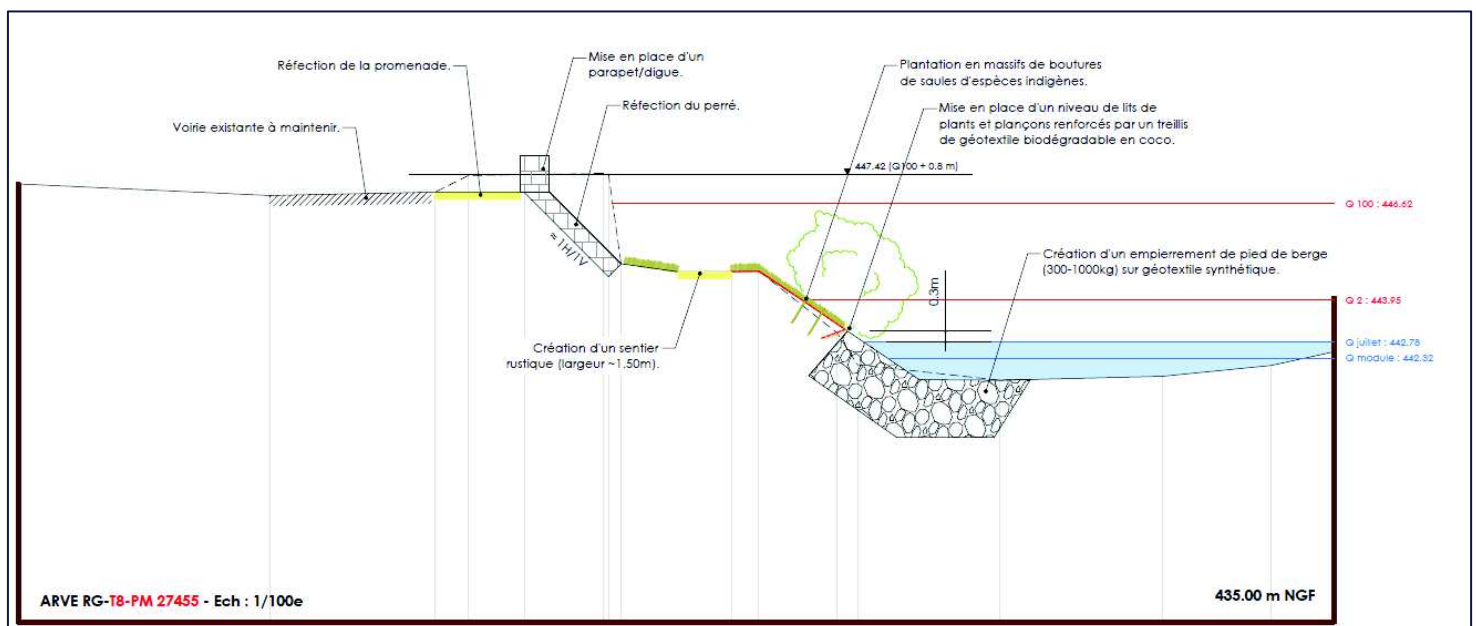 Réfection de la promenade.
Mise en place d'un
parapet/digue.
Réfection du perré.
Voirie existante à maintenir.
Plantation en massifs de boutures
de saules d'espèces indigènes.
Mise en place d'un niveau de lits de
plants et plançons renforcés par un treillis
de géotextile biodégradable en coco.
447.42 (Q100 + 0.8 m)
Q 100 : 446.62
≈ 1H/1V
Création d'un empierrement de pied de berge
(300-1000kg) sur géotextile synthétique.
0.3m
Q 2 : 443.95
Q juillet : 442.78
Q module : 442.32
Création d'un sentier
rustique (largeur ~1.50m).
ARVE RG-T8-PM 27455 - Ech : 1/100e
435.00 m NGF